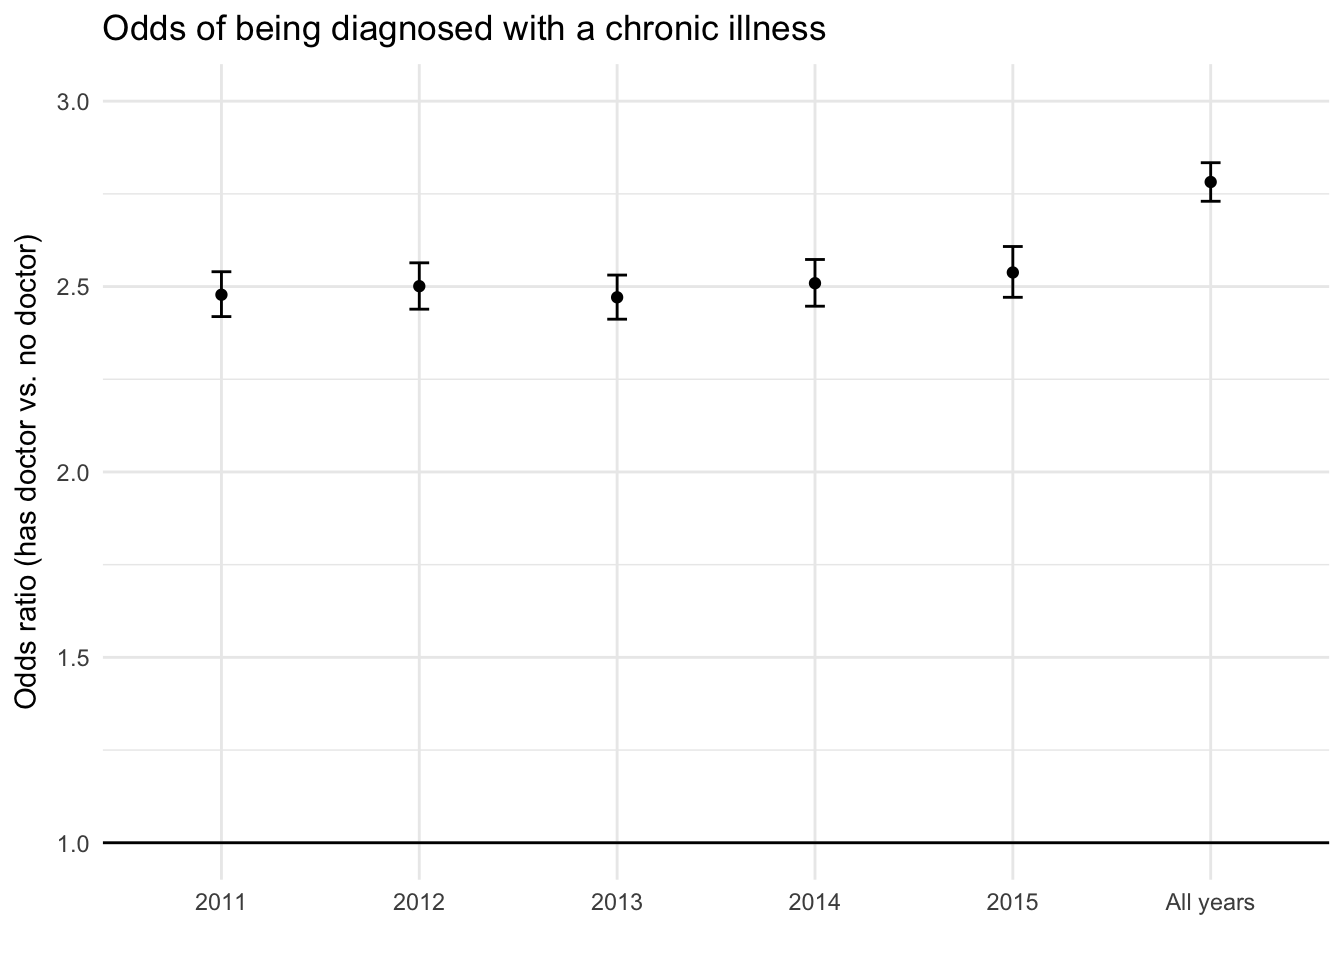 Odds of being diagnosed with a chronic illness
Odds ratio (has doctor vs. no doctor)
3.0
2.5
2.0
1.5
1.0
2011 2012 2013 2014 2015 All years